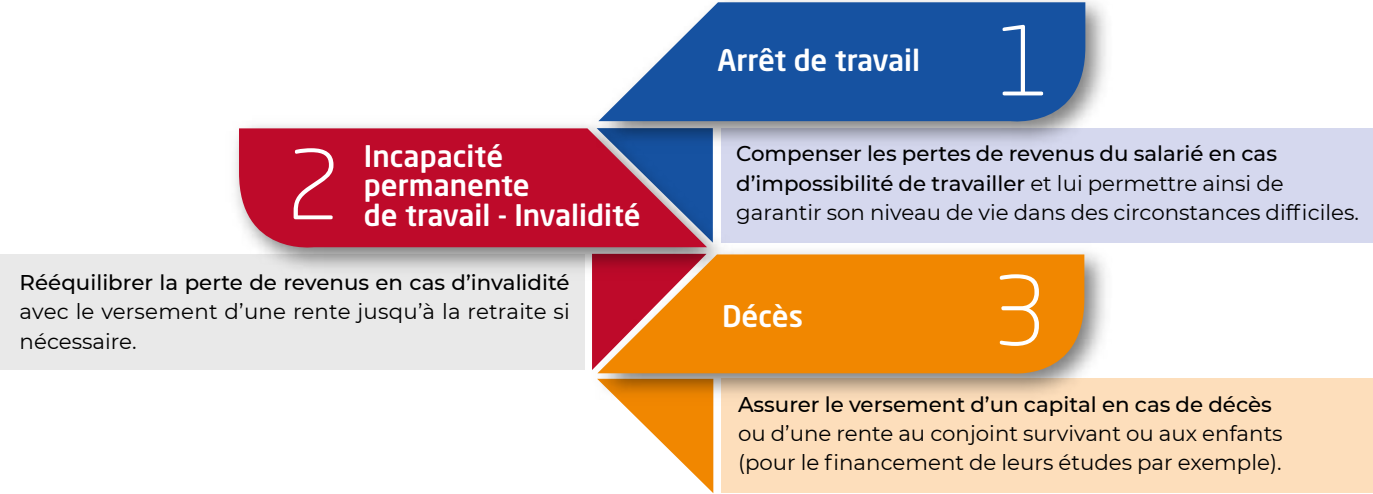 Arrêt de travail
1
Compenser les pertes de revenus du salarié en cas
d'impossibilité de travailler et lui permettre ainsi de
garantir son niveau de vie dans des circonstances difficiles.
2
Incapacité
permanente
de travail - Invalidité
Rééquilibrer la perte de revenus en cas d'invalidité
avec le versement d'une rente jusqu'à la retraite si
nécessaire.
Décès
3
Assurer le versement d'un capital en cas de décès
ou d'une rente au conjoint survivant ou aux enfants
(pour le financement de leurs études par exemple).